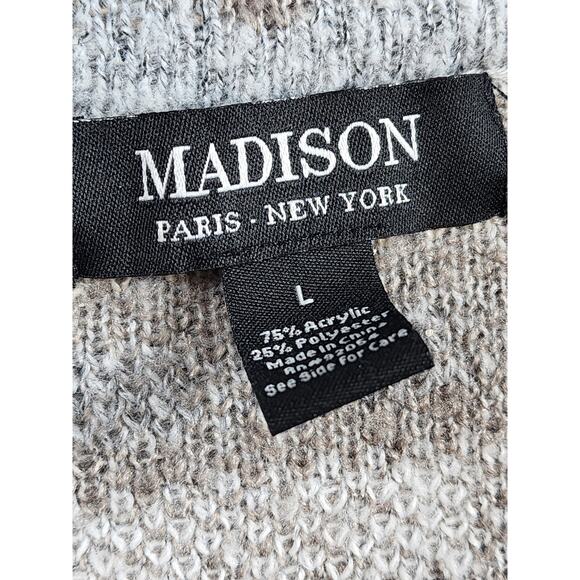 MADISON
PARIS · NEW YORK
L
75% Acrylic
25% Polyester
Made In China
See Side For Care